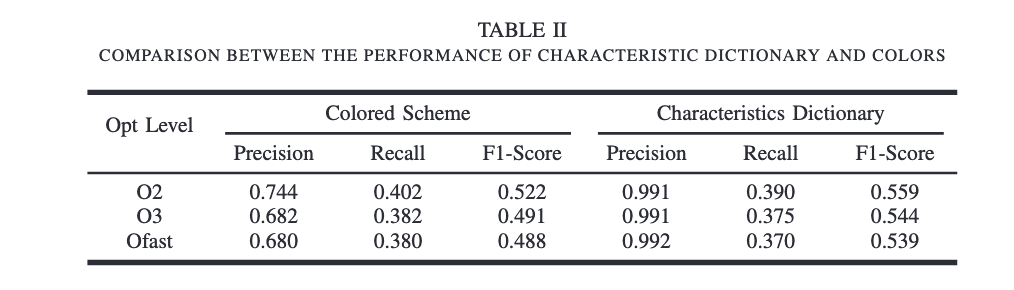 TABLE II
COMPARISON BETWEEN THE PERFORMANCE OF CHARACTERISTIC DICTIONARY AND COLORS
Opt Level Colored Scheme Characteristics Dictionary
Precision Recall F1-Score Precision Recall F1-Score
O2 0.744 0.402 0.522 0.991 0.390 0.559
O3 0.682 0.382 0.491 0.991 0.375 0.544
Ofast 0.680 0.380 0.488 0.992 0.370 0.539